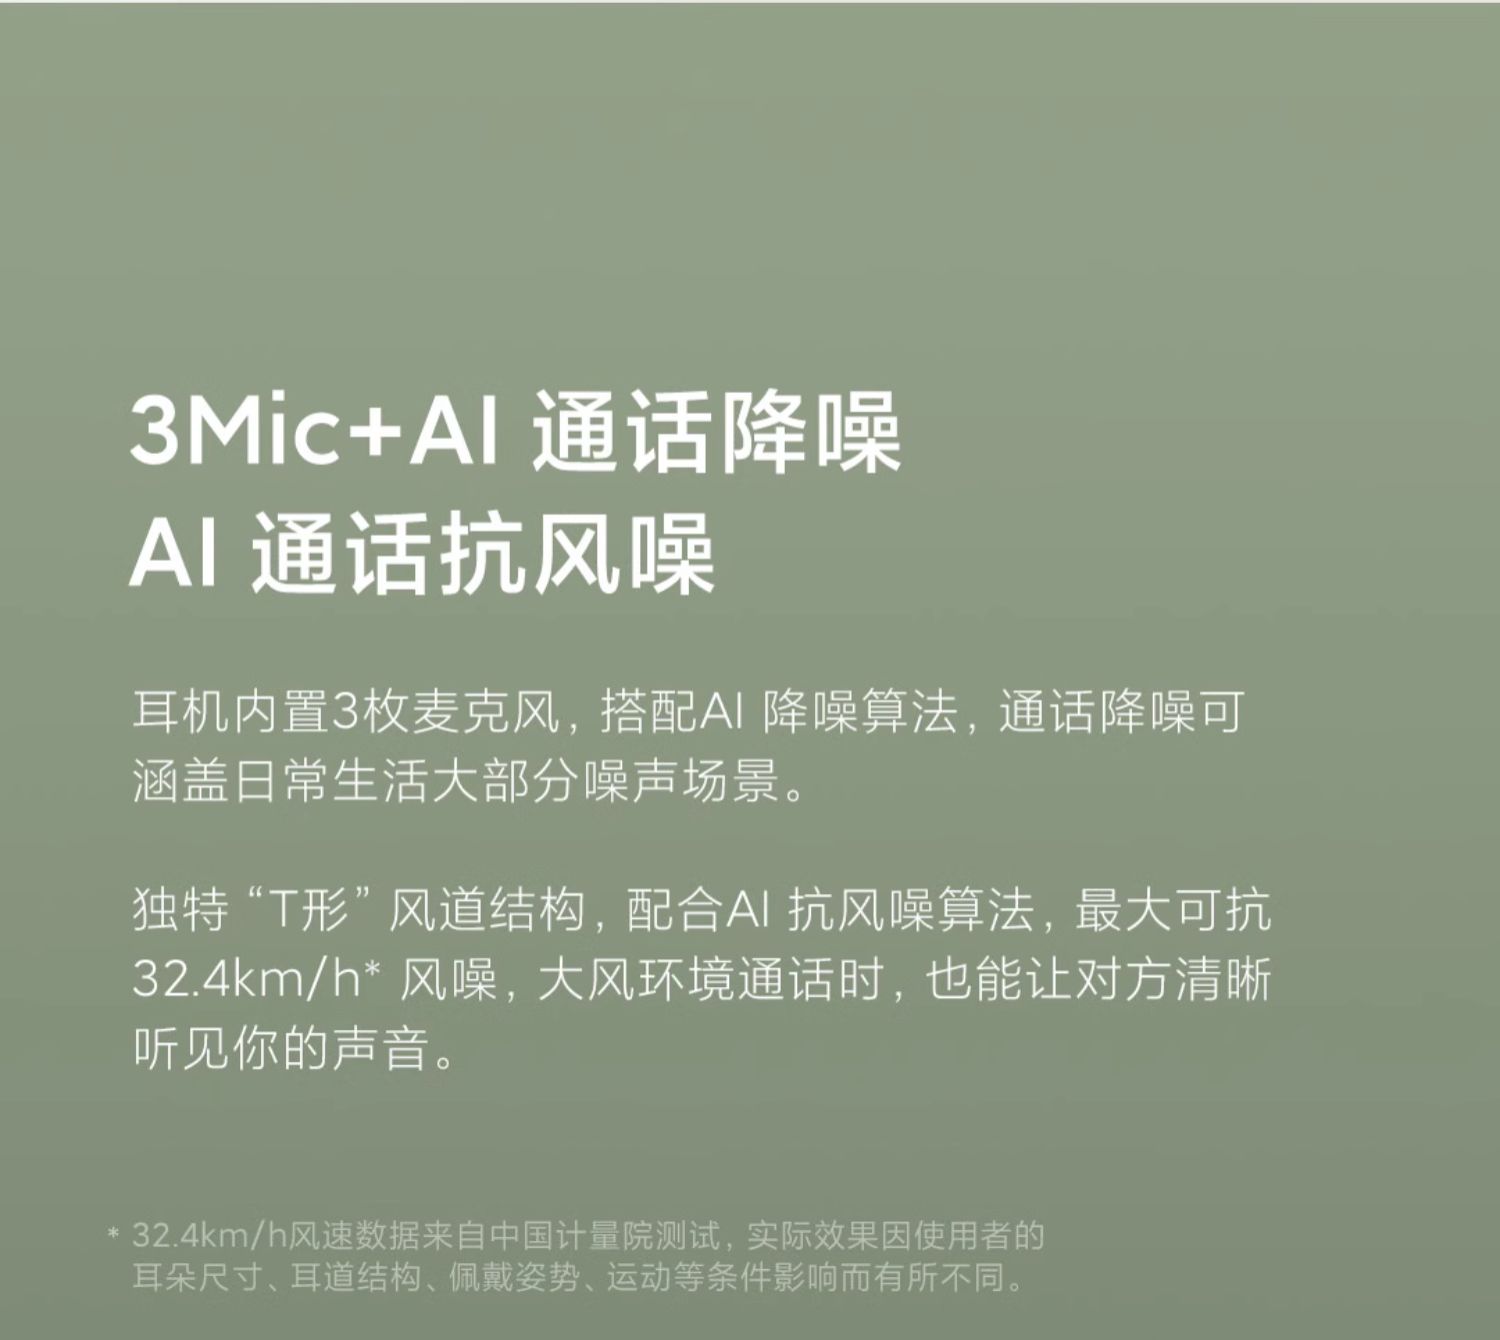 3Mic+AI 通话降噪
AI 通话抗风噪
耳机内置3枚麦克风，搭配AI 降噪算法，通话降噪可
涵盖日常生活大部分噪声场景。
独特 “T形” 风道结构，配合AI 抗风噪算法，最大可抗
32.4km/h* 风噪，大风环境通话时，也能让对方清晰
听见你的声音。
* 32.4km/h风速数据来自中国计量院测试，实际效果因使用者的
耳朵尺寸、耳道结构、佩戴姿势、运动等条件影响而有所不同。